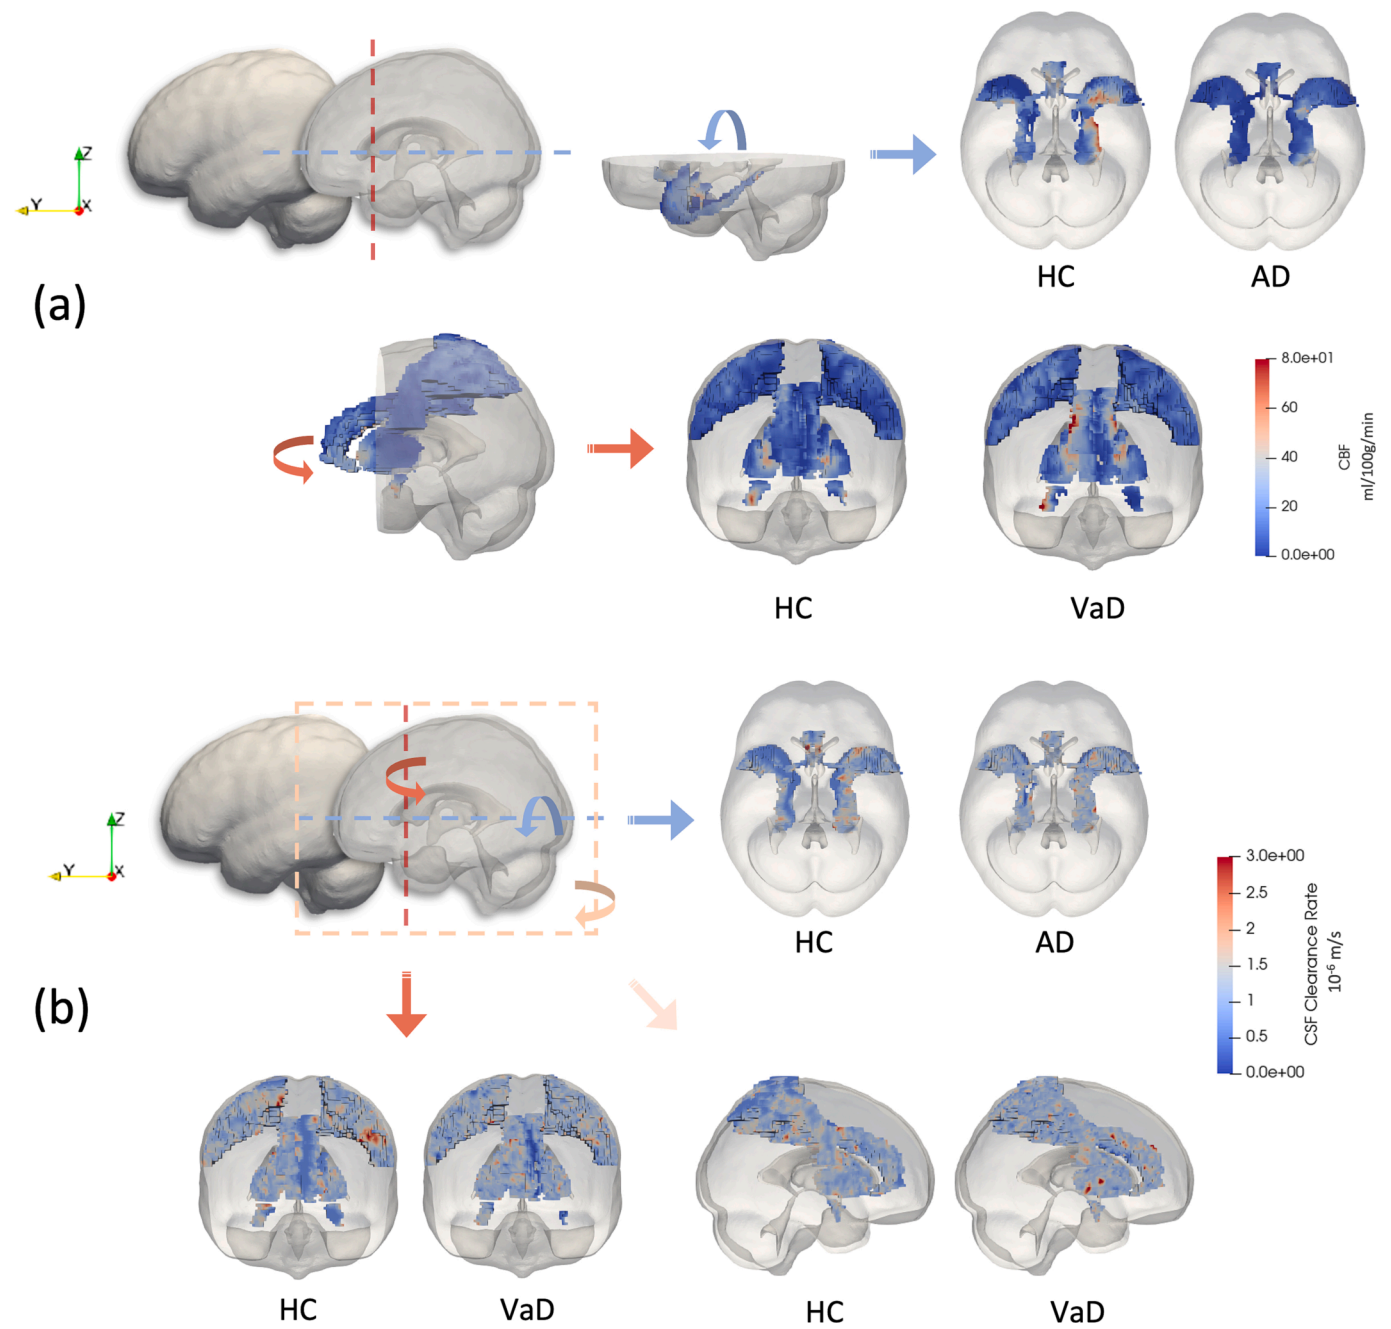 Z
Y
X
HC
AD
(a)
8.0e+01
60
40
20
0.0e+00
CBF
ml/100g/min
HC
VaD
Z
Y
X
HC
AD
3.0e+00
2.5
2
1.5
1
0.5
0.0e+00
CSF Clearance Rate
10⁻⁶ m/s
(b)
HC
VaD
HC
VaD